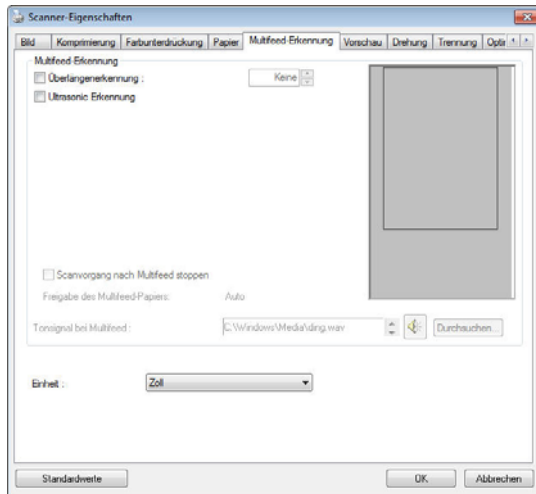 Scanner-Eigenschaften
Bild Komprimierung Farbunterdrückung Papier Multifeed-Erkennung Vorschau Drehung Trennung Opti
Multifeed-Erkennung
Überlängenerkennung : Keine
Ultrasonic Erkennung
Scanvorgang nach Multifeed stoppen
Freigabe des Multifeed-Papiers: Auto
Tonsignal bei Multifeed : C:\Windows\Media\ding.wav Durchsuchen...
Einheit : Zoll
Standardwerte OK Abbrechen